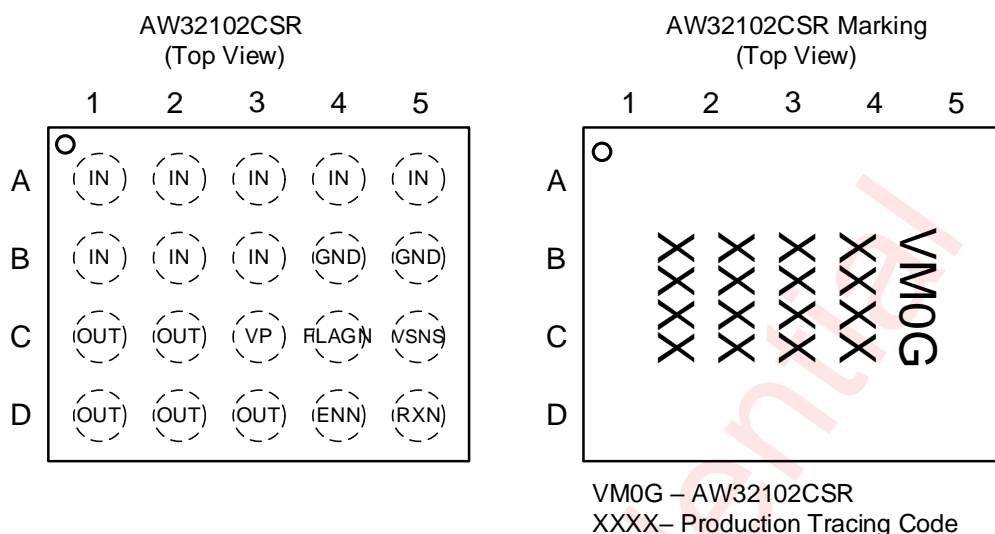 AW32102CSR
(Top View)
1 2 3 4 5
A IN IN IN IN IN
B IN IN IN GND GND
C OUT OUT VP FLAGN VSNS
D OUT OUT OUT ENN RXN
AW32102CSR Marking
(Top View)
1 2 3 4 5
A
B
C
D
VM0G
XXXX
XXXX
XXXX
XXXX
VM0G – AW32102CSR
XXXX– Production Tracing Code